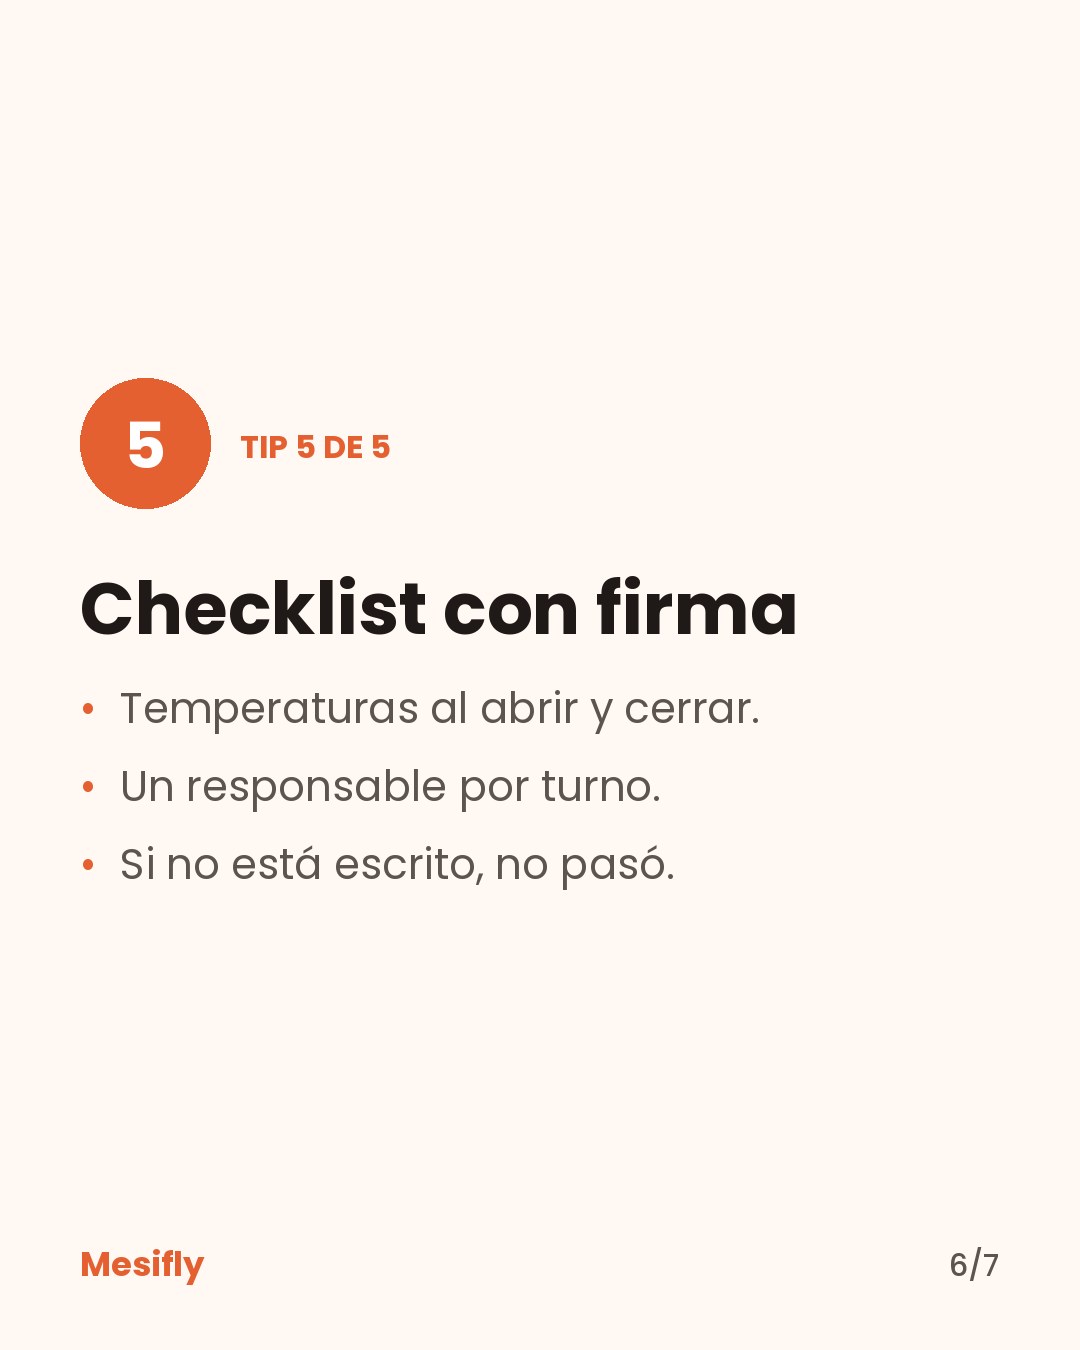 5
TIP 5 DE 5
Checklist con firma
• Temperaturas al abrir y cerrar.
• Un responsable por turno.
• Si no está escrito, no pasó.
Mesifly
6/7